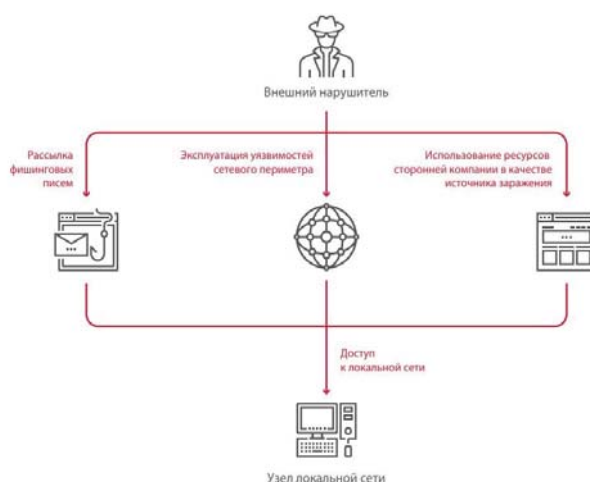 Внешний нарушитель
Рассылка
фишинговых
писем
Эксплуатация уязвимостей
сетевого периметра
Использование ресурсов
сторонней компании в качестве
источника заражения
Доступ
к локальной сети
Узел локальной сети